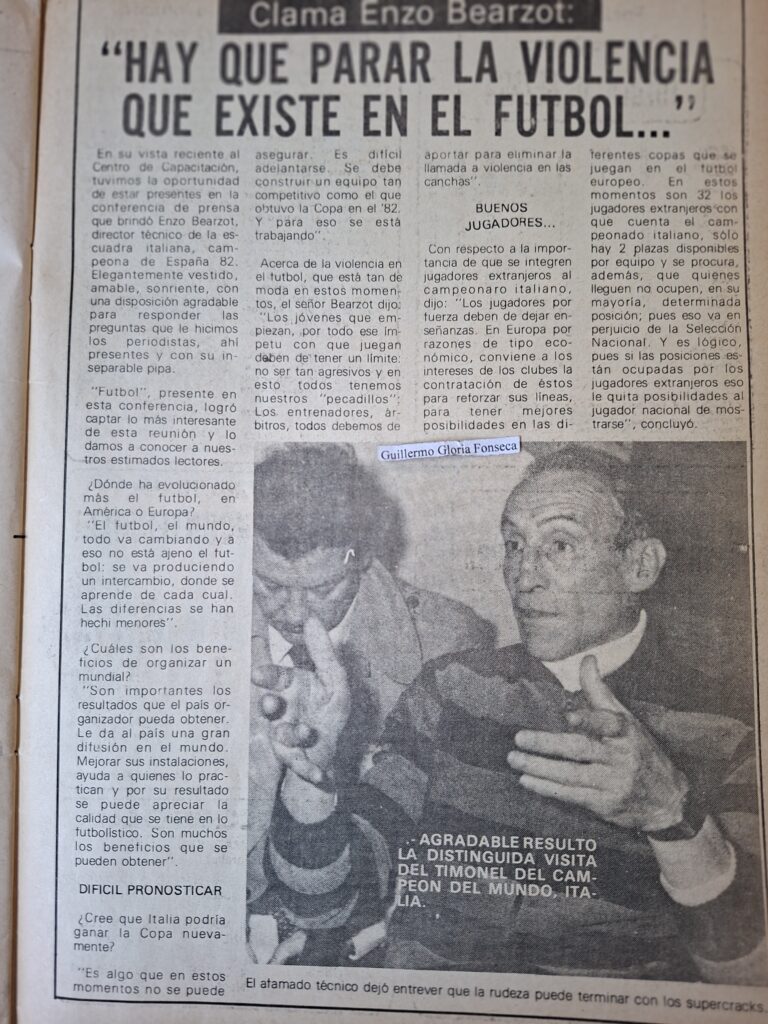 Clama Enzo Bearzot:
“HAY QUE PARAR LA VIOLENCIA
QUE EXISTE EN EL FUTBOL...”
En su vista reciente al
Centro de Capacitación,
tuvimos la oportunidad
de estar presentes en la
conferencia de prensa
que brindó Enzo Bearzot,
director técnico de la es-
cuadra italiana, cam-
peona de España 82.
Elegantemente vestido,
amable, sonriente, con
una disposición agradable
para responder las
preguntas que le hicimos
los periodistas, ahí
presentes y con su in-
separable pipa.
"Futbol", presente en
esta conferencia, logró
captar lo más interesante
de esta reunión y lo
damos a conocer a nues-
tros estimados lectores.
¿Dónde ha evolucionado
más el futbol, en
América o Europa?
"El futbol, el mundo,
todo va cambiando y a
eso no está ajeno el fut-
bol: se va produciendo
un intercambio, donde se
aprende de cada cual.
Las diferencias se han
hechi menores".
¿Cuáles son los bene-
ficios de organizar un
mundial?
"Son importantes los
resultados que el país or-
ganizador pueda obtener.
Le da al país una gran
difusión en el mundo.
Mejorar sus instalaciones,
ayuda a quienes lo prac-
tican y por su resultado
se puede apreciar la
calidad que se tiene en lo
futbolístico. Son muchos
los beneficios que se
pueden obtener".
DIFICIL PRONOSTICAR
¿Cree que Italia podría
ganar la Copa nueva-
mente?
"Es algo que en estos
momentos no se puede
asegurar. Es difícil
adelantarse. Se debe
construir un equipo tan
competitivo como el que
obtuvo la Copa en el '82.
Y para eso se está
trabajando"
Acerca de la violencia en
el futbol, que está tan de
moda en estos momen-
tos, el señor Bearzot dijo:
"Los jóvenes que em-
piezan, por todo ese ím-
petu con que juegan
deben de tener un límite:
no ser tan agresivos y en
esto todos tenemos
nuestros "pecadillos":
Los entrenadores, ár-
bitros, todos debemos de
aportar para eliminar la
llamada a violencia en las
canchas".
BUENOS
JUGADORES...
Con respecto a la impor-
tancia de que se integren
jugadores extranjeros al
campeonaro italiano,
dijo: "Los jugadores por
fuerza deben de dejar en-
señanzas. En Europa por
razones de tipo eco-
nómico, conviene a los
intereses de los clubes la
contratación de éstos
para reforzar sus líneas,
para tener mejores
posibilidades en las di-
ferentes copas que se
juegan en el futbol
europeo. En estos
momentos son 32 los
jugadores extranjeros con
que cuenta el cam-
peonado italiano, sólo
hay 2 plazas disponibles
por equipo y se procura,
además, que quienes
lleguen no ocupen, en su
mayoría, determinada
posición; pues eso va en
perjuicio de la Selección
Nacional. Y es lógico,
pues si las posiciones es-
tán ocupadas por los
jugadores extranjeros eso
le quita posibilidades al
jugador nacional de mos-
trarse", concluyó.
Guillermo Gloria Fonseca
.- AGRADABLE RESULTO
LA DISTINGUIDA VISITA
DEL TIMONEL DEL CAM-
PEON DEL MUNDO, ITA-
LIA.
El afamado técnico dejó entrever que la rudeza puede terminar con los supercracks.